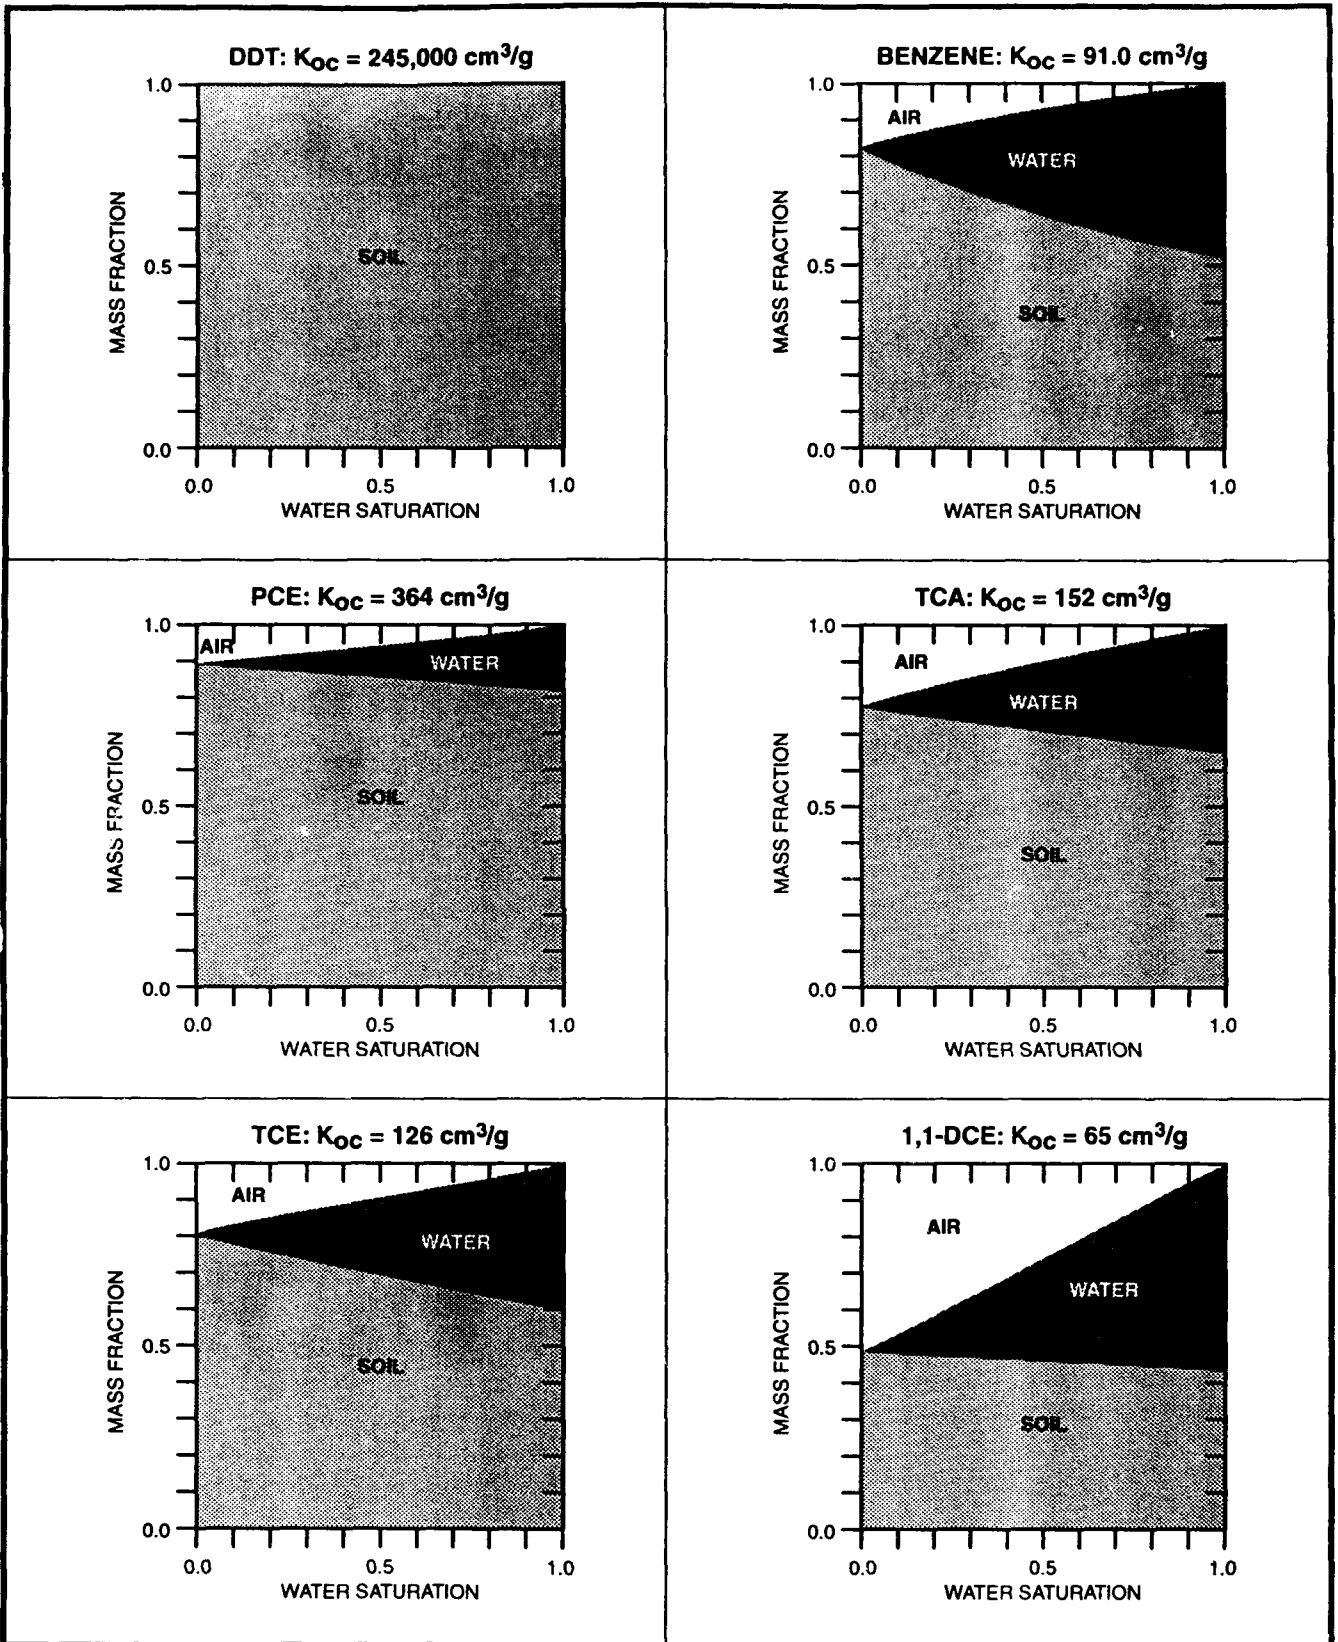 DDT: KOC = 245,000 cm³/g
1.0
0.5
0.0
MASS FRACTION
SOIL
0.0 0.5 1.0
WATER SATURATION
BENZENE: KOC = 91.0 cm³/g
1.0
0.5
0.0
MASS FRACTION
AIR
WATER
SOIL
0.0 0.5 1.0
WATER SATURATION
PCE: KOC = 364 cm³/g
1.0
0.5
0.0
MASS FRACTION
AIR
WATER
SOIL
0.0 0.5 1.0
WATER SATURATION
TCA: KOC = 152 cm³/g
1.0
0.5
0.0
MASS FRACTION
AIR
WATER
SOIL
0.0 0.5 1.0
WATER SATURATION
TCE: KOC = 126 cm³/g
1.0
0.5
0.0
MASS FRACTION
AIR
WATER
SOIL
0.0 0.5 1.0
WATER SATURATION
1,1-DCE: KOC = 65 cm³/g
1.0
0.5
0.0
MASS FRACTION
AIR
WATER
SOIL
0.0 0.5 1.0
WATER SATURATION